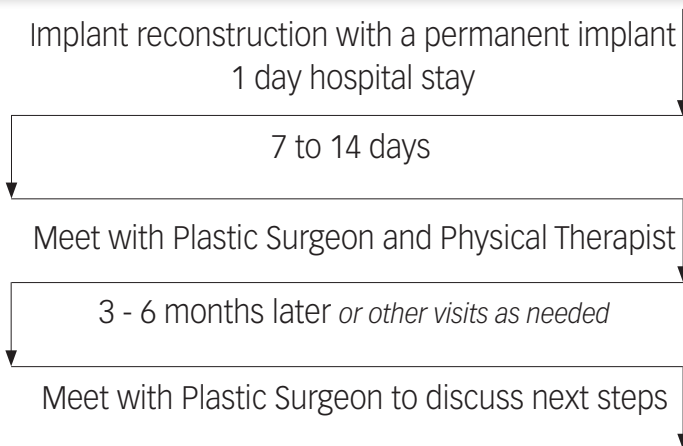 Implant reconstruction with a permanent implant
1 day hospital stay
7 to 14 days
Meet with Plastic Surgeon and Physical Therapist
3 - 6 months later or other visits as needed
Meet with Plastic Surgeon to discuss next steps